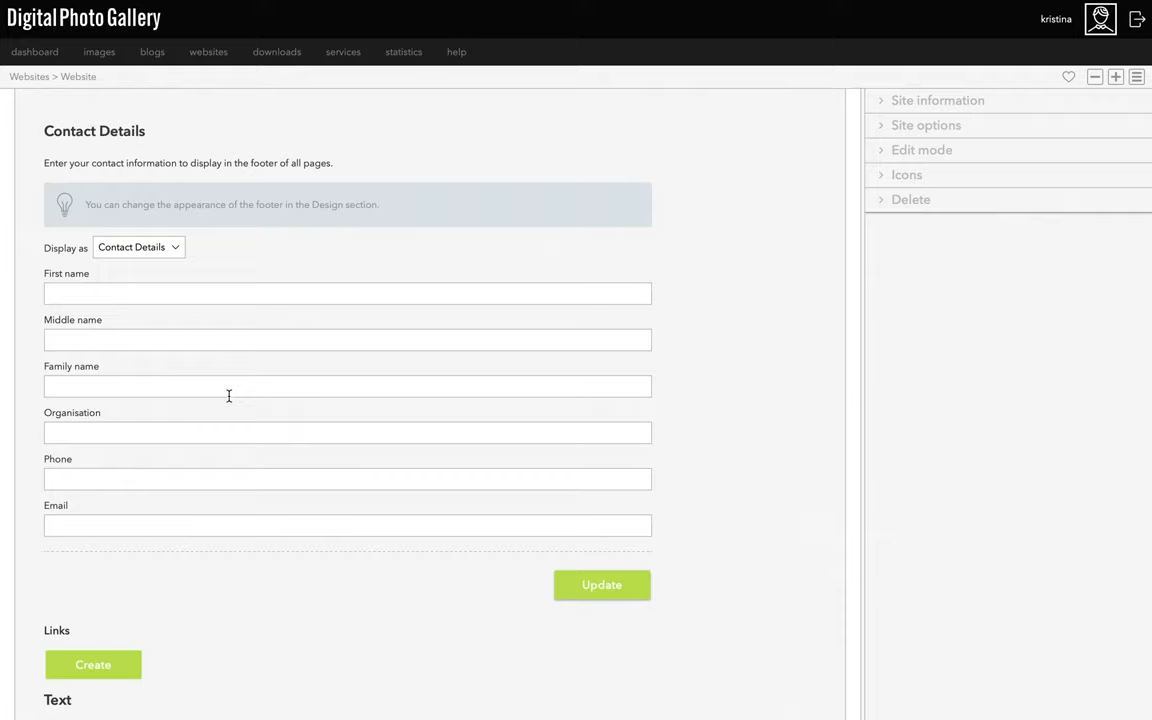 Digital Photo Gallery
kristina
dashboard images blogs websites downloads services statistics help
Websites > Website
Contact Details
Enter your contact information to display in the footer of all pages.
You can change the appearance of the footer in the Design section.
Display as Contact Details
First name
Middle name
Family name
Organisation
Phone
Email
Update
Links
Create
Text
Site information
Site options
Edit mode
Icons
Delete